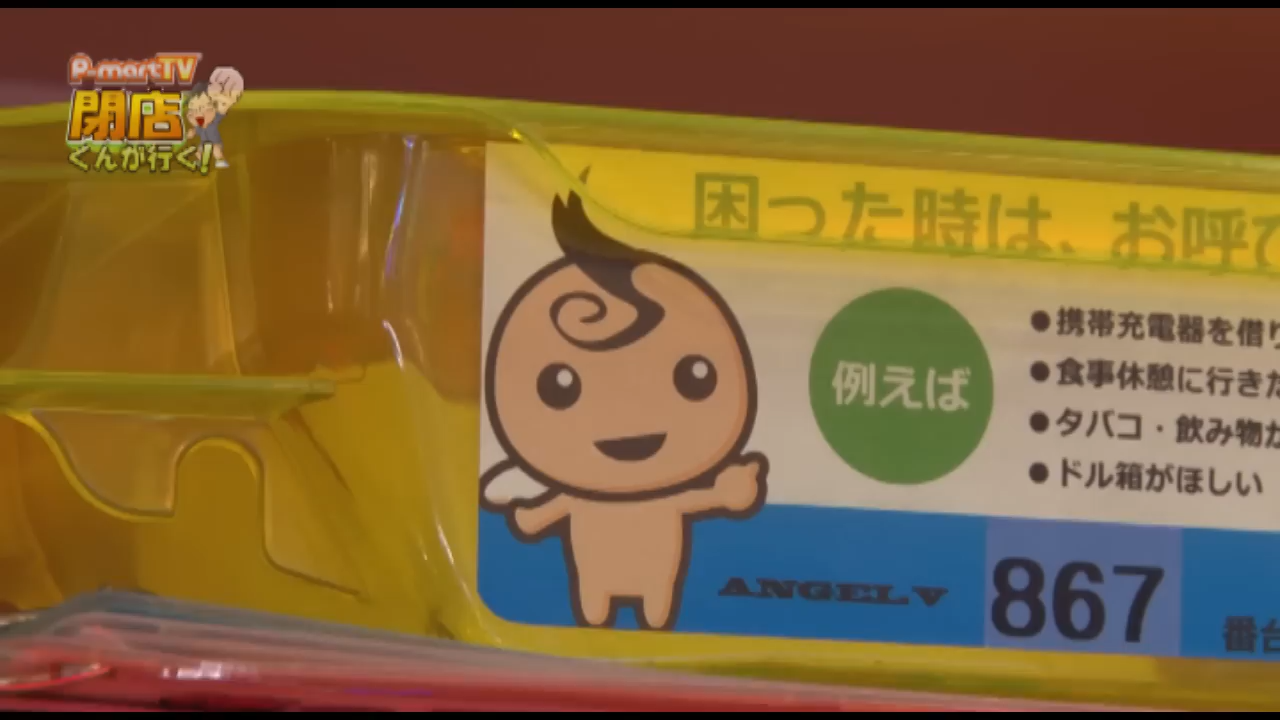 P-martTV
閉店
くんが行く!
困った時は、お呼び
例えば
●携帯充電器を借り
●食事休憩に行きた
●タバコ・飲み物が
●ドル箱がほしい
ANGEL V
867
番台